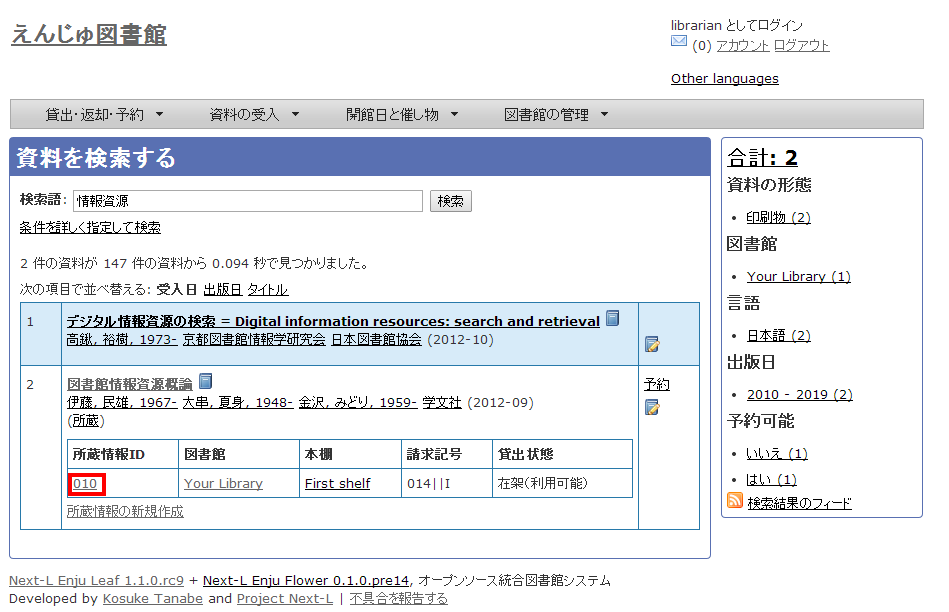 えんじゅ図書館
librarian としてログイン
(0) アカウント ログアウト
Other languages
貸出・返却・予約 ▼ 資料の受入 ▼ 開館日と催し物 ▼ 図書館の管理 ▼
資料を検索する
検索語: 情報資源 検索
条件を詳しく指定して検索
2 件の資料が 147 件の資料から 0.094 秒で見つかりました。
次の項目で並べ替える: 受入日 出版日 タイトル
1 デジタル情報資源の検索 = Digital information resources: search and retrieval
高鍬, 裕樹, 1973- 京都図書館情報学研究会 日本図書館協会 (2012-10)
2 図書館情報資源概論 予約
伊藤, 民雄, 1967- 大串, 夏身, 1948- 金沢, みどり, 1959- 学文社 (2012-09)
(所蔵)
所蔵情報ID 図書館 本棚 請求記号 貸出状態
010 Your Library First shelf 014||I 在架(利用可能)
所蔵情報の新規作成
合計: 2
資料の形態
• 印刷物 (2)
図書館
• Your Library (1)
言語
• 日本語 (2)
出版日
• 2010 - 2019 (2)
予約可能
• いいえ (1)
• はい (1)
検索結果のフィード
Next-L Enju Leaf 1.1.0.rc9 + Next-L Enju Flower 0.1.0.pre14, オープンソース統合図書館システム
Developed by Kosuke Tanabe and Project Next-L | 不具合を報告する